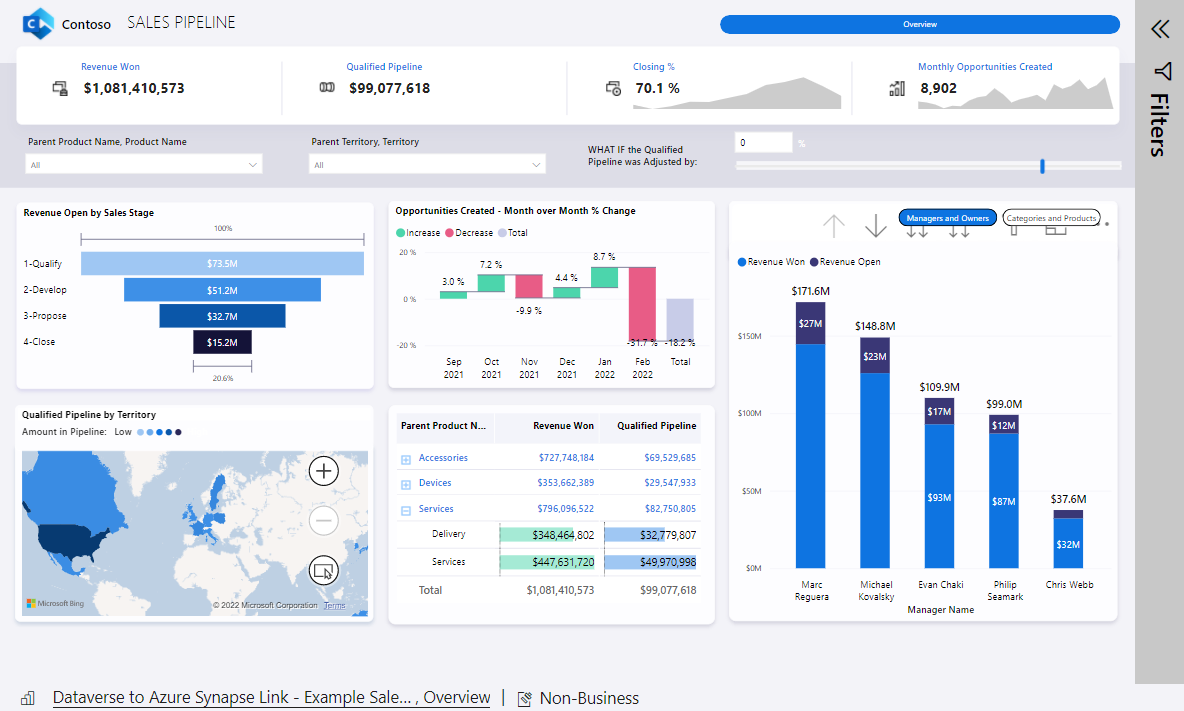 Contoso SALES PIPELINE
Overview
Revenue Won
$1,081,410,573
Qualified Pipeline
$99,077,618
Closing %
70.1 %
Monthly Opportunities Created
8,902
Filters
Parent Product Name, Product Name
All
Parent Territory, Territory
All
WHAT IF the Qualified
Pipeline was Adjusted by:
0 %
Revenue Open by Sales Stage
100%
1-Qualify $73.5M
2-Develop $51.2M
3-Propose $32.7M
4-Close $15.2M
20.6%
Opportunities Created - Month over Month % Change
Increase Decrease Total
20 %
0 %
-20 %
3.0 %
7.2 %
-9.9 %
4.4 %
8.7 %
-31.7 %
-18.2 %
Sep 2021
Oct 2021
Nov 2021
Dec 2021
Jan 2022
Feb 2022
Total
Managers and Owners
Categories and Products
Revenue Won Revenue Open
$150M
$100M
$50M
$0M
$171.6M
$27M
$148.8M
$23M
$109.9M
$17M
$93M
$99.0M
$12M
$87M
$37.6M
$32M
Marc Reguera
Michael Kovalsky
Evan Chaki
Philip Seamark
Chris Webb
Manager Name
Qualified Pipeline by Territory
Amount in Pipeline: Low
Microsoft Bing
© 2022 Microsoft Corporation Terms
Parent Product N... Revenue Won Qualified Pipeline
Accessories $727,748,184 $69,529,685
Devices $353,662,389 $29,547,933
Services $796,096,522 $82,750,805
Delivery $348,464,802 $32,779,807
Services $447,631,720 $49,970,998
Total $1,081,410,573 $99,077,618
Dataverse to Azure Synapse Link - Example Sale... , Overview | Non-Business